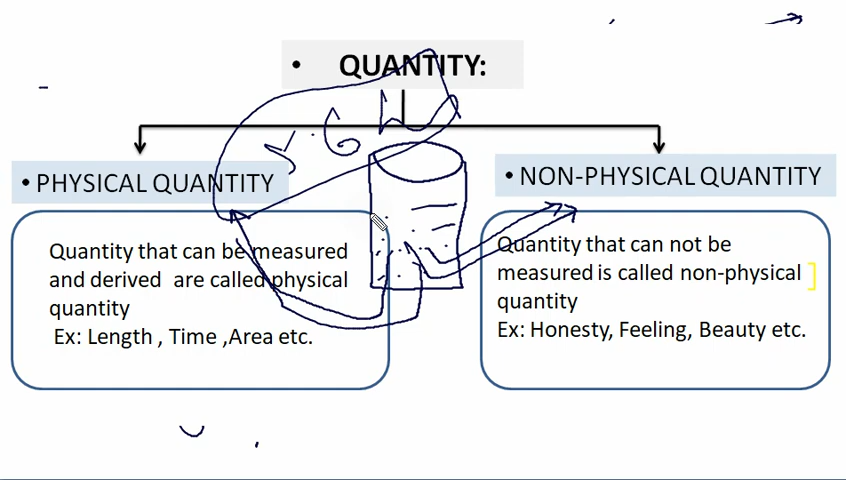 • QUANTITY:
• PHYSICAL QUANTITY
• NON-PHYSICAL QUANTITY
Quantity that can be measured
and derived are called physical
quantity
Ex: Length , Time ,Area etc.
Quantity that can not be
measured is called non-physical
quantity
Ex: Honesty, Feeling, Beauty etc.